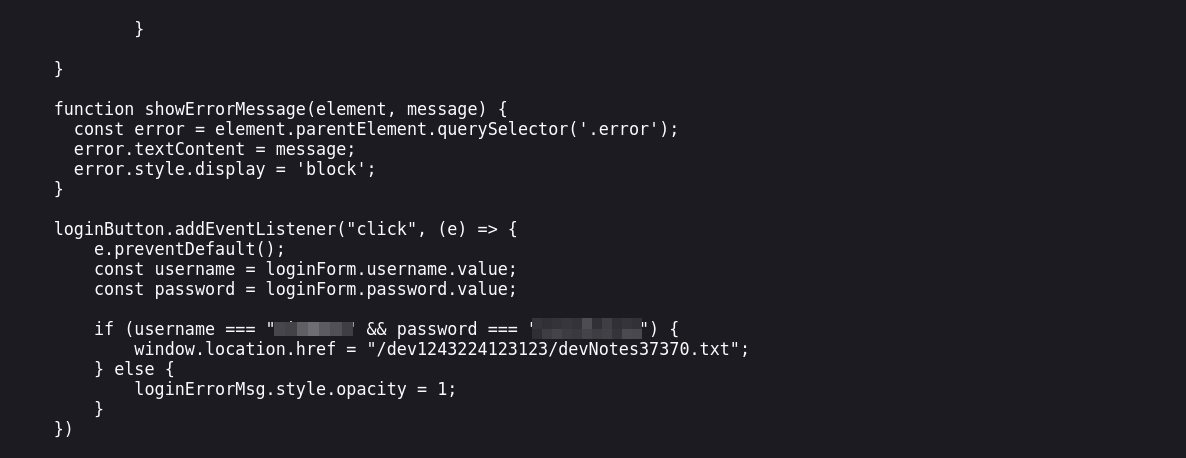 }
}
function showErrorMessage(element, message) {
const error = element.parentElement.querySelector('.error');
error.textContent = message;
error.style.display = 'block';
}
loginButton.addEventListener("click", (e) => {
e.preventDefault();
const username = loginForm.username.value;
const password = loginForm.password.value;
if (username === " " && password === " ") {
window.location.href = "/dev1243224123123/devNotes37370.txt";
} else {
loginErrorMsg.style.opacity = 1;
}
})